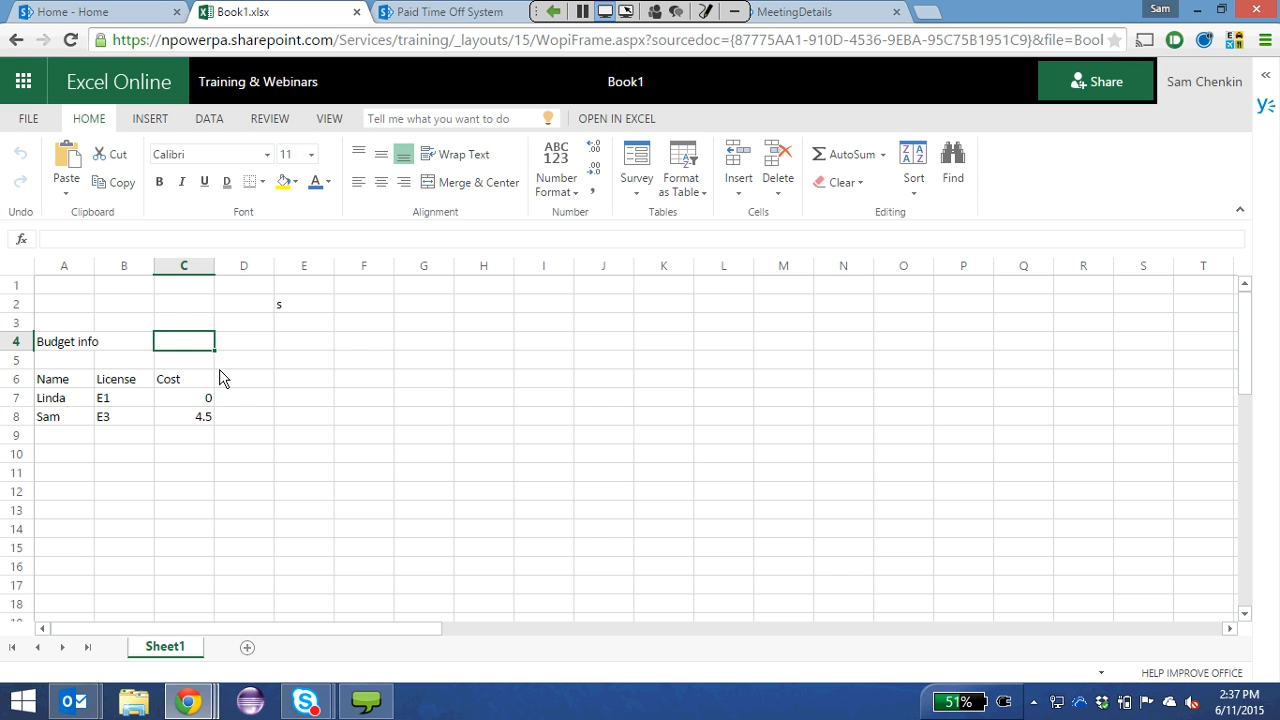 Home - Home
Book1.xlsx
Paid Time Off System
MeetingDetails
Sam
https://npowerpa.sharepoint.com/Services/training/_layouts/15/WopiFrame.aspx?sourcedoc={87775AA1-910D-4536-9EBA-95C75B1951C9}&file=Bool
Excel Online
Training & Webinars
Book1
Share
Sam Chenkin
FILE HOME INSERT DATA REVIEW VIEW Tell me what you want to do OPEN IN EXCEL
Paste
Cut
Copy
Calibri 11
B I U D
A
Wrap Text
Merge & Center
ABC 123
Number Format
Survey
Format as Table
Insert
Delete
AutoSum
Clear
Sort
Find
Undo Clipboard Font Alignment Number Tables Cells Editing
fx
A B C D E F G H I J K L M N O P Q R S T
1
2 s
3
4 Budget info
5
6 Name License Cost
7 Linda E1 0
8 Sam E3 4.5
9
10
11
12
13
14
15
16
17
18
Sheet1
HELP IMPROVE OFFICE
51%
2:37 PM
6/11/2015